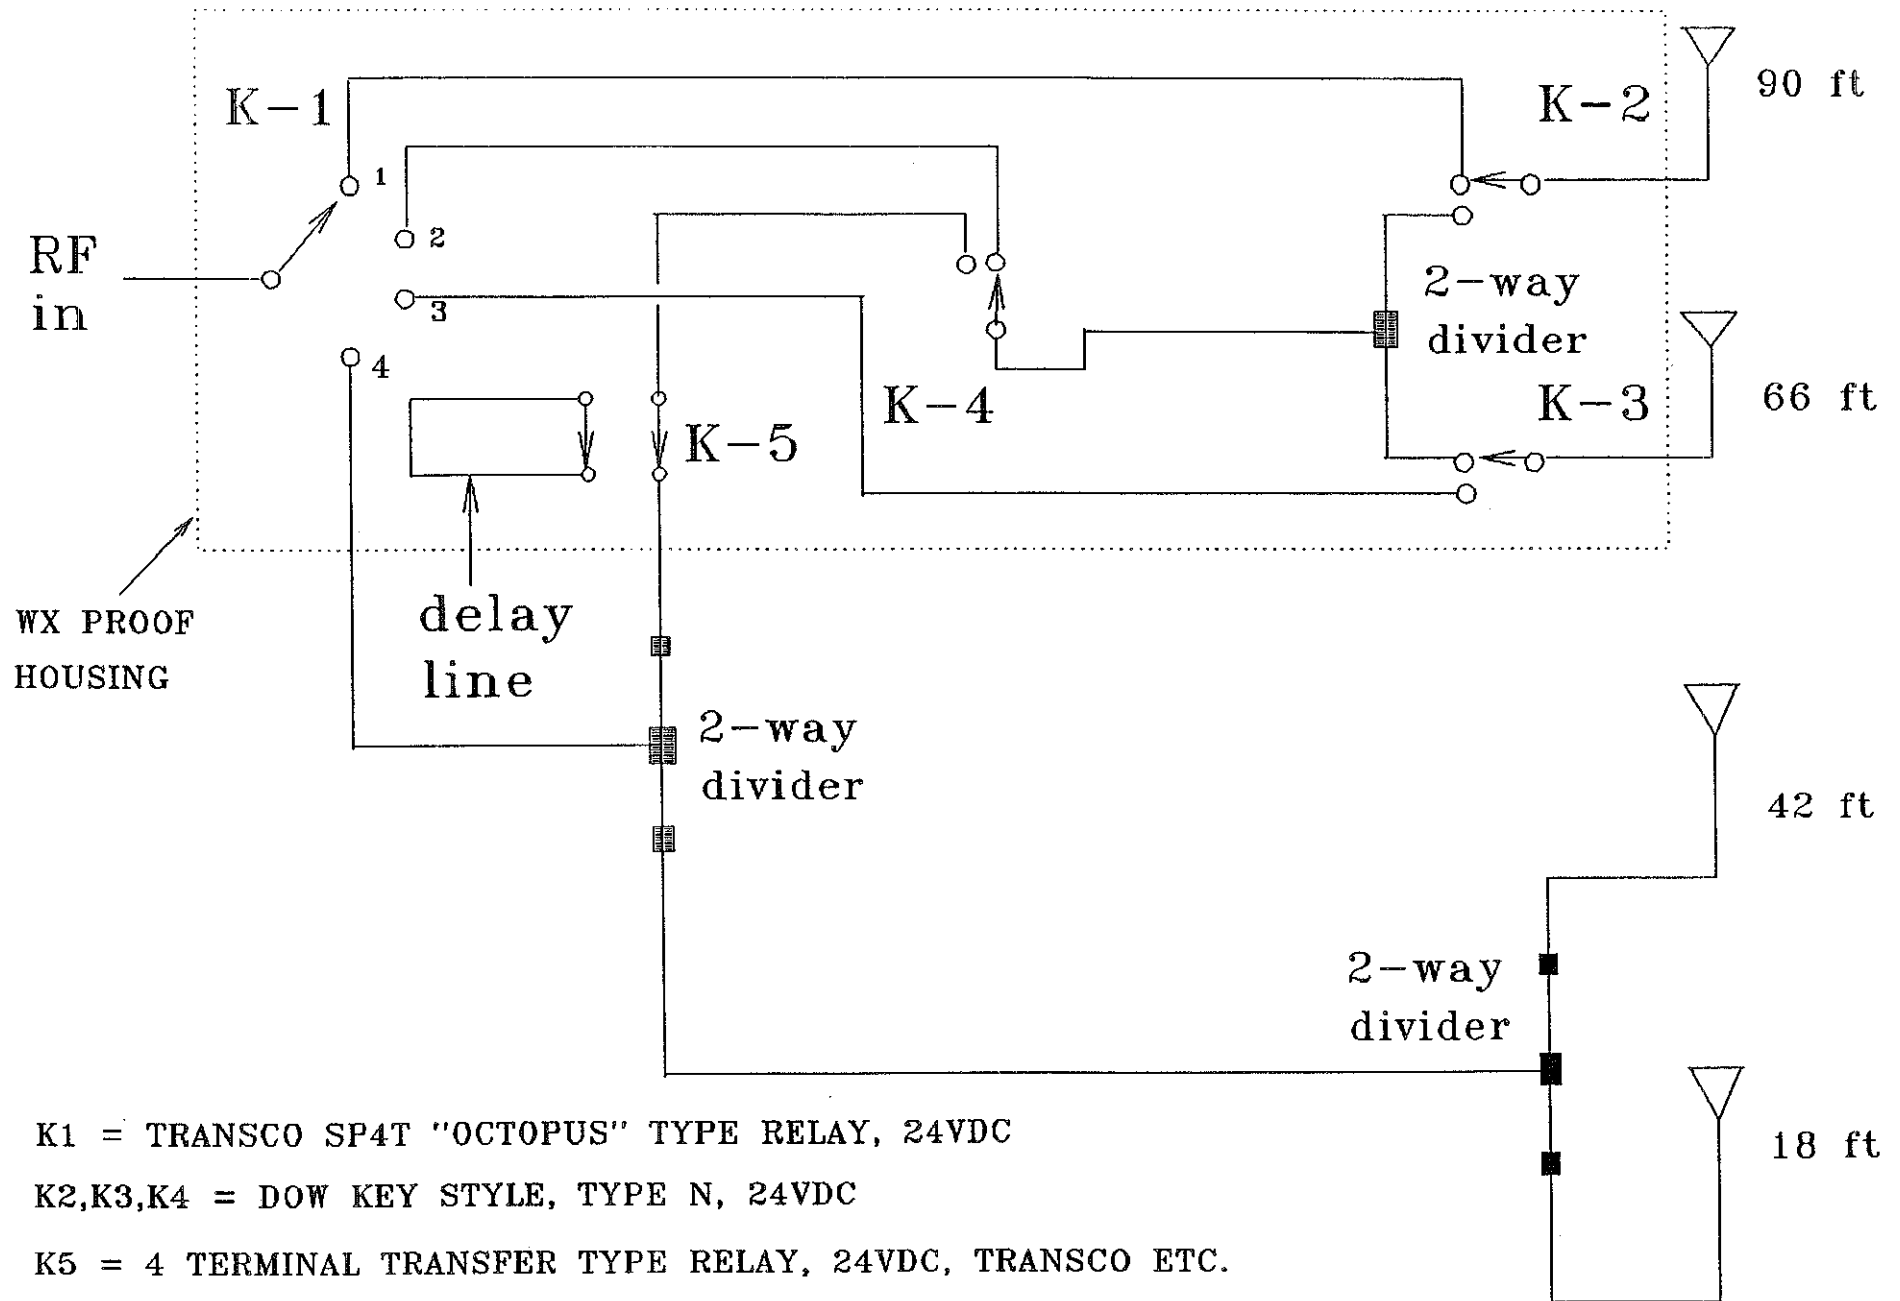 90 ft
K-1
K-2
1
2
RF
in
3
2-way
divider
4
K-4
K-3
66 ft
K-5
WX PROOF
HOUSING
delay
line
2-way
divider
42 ft
2-way
divider
18 ft
K1 = TRANSCO SP4T "OCTOPUS" TYPE RELAY, 24VDC
K2,K3,K4 = DOW KEY STYLE, TYPE N, 24VDC
K5 = 4 TERMINAL TRANSFER TYPE RELAY, 24VDC, TRANSCO ETC.